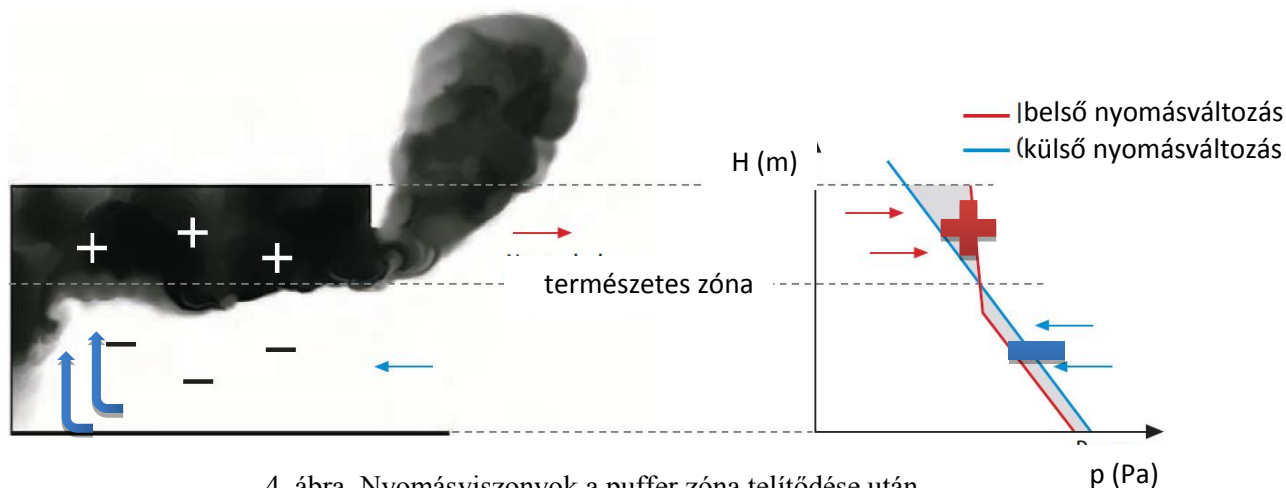 belső nyomásváltozás
(külső nyomásváltozás
H (m)
természetes zóna
p (Pa)
4. ábra. Nyomásviszonyok a puffer zóna telítődése után